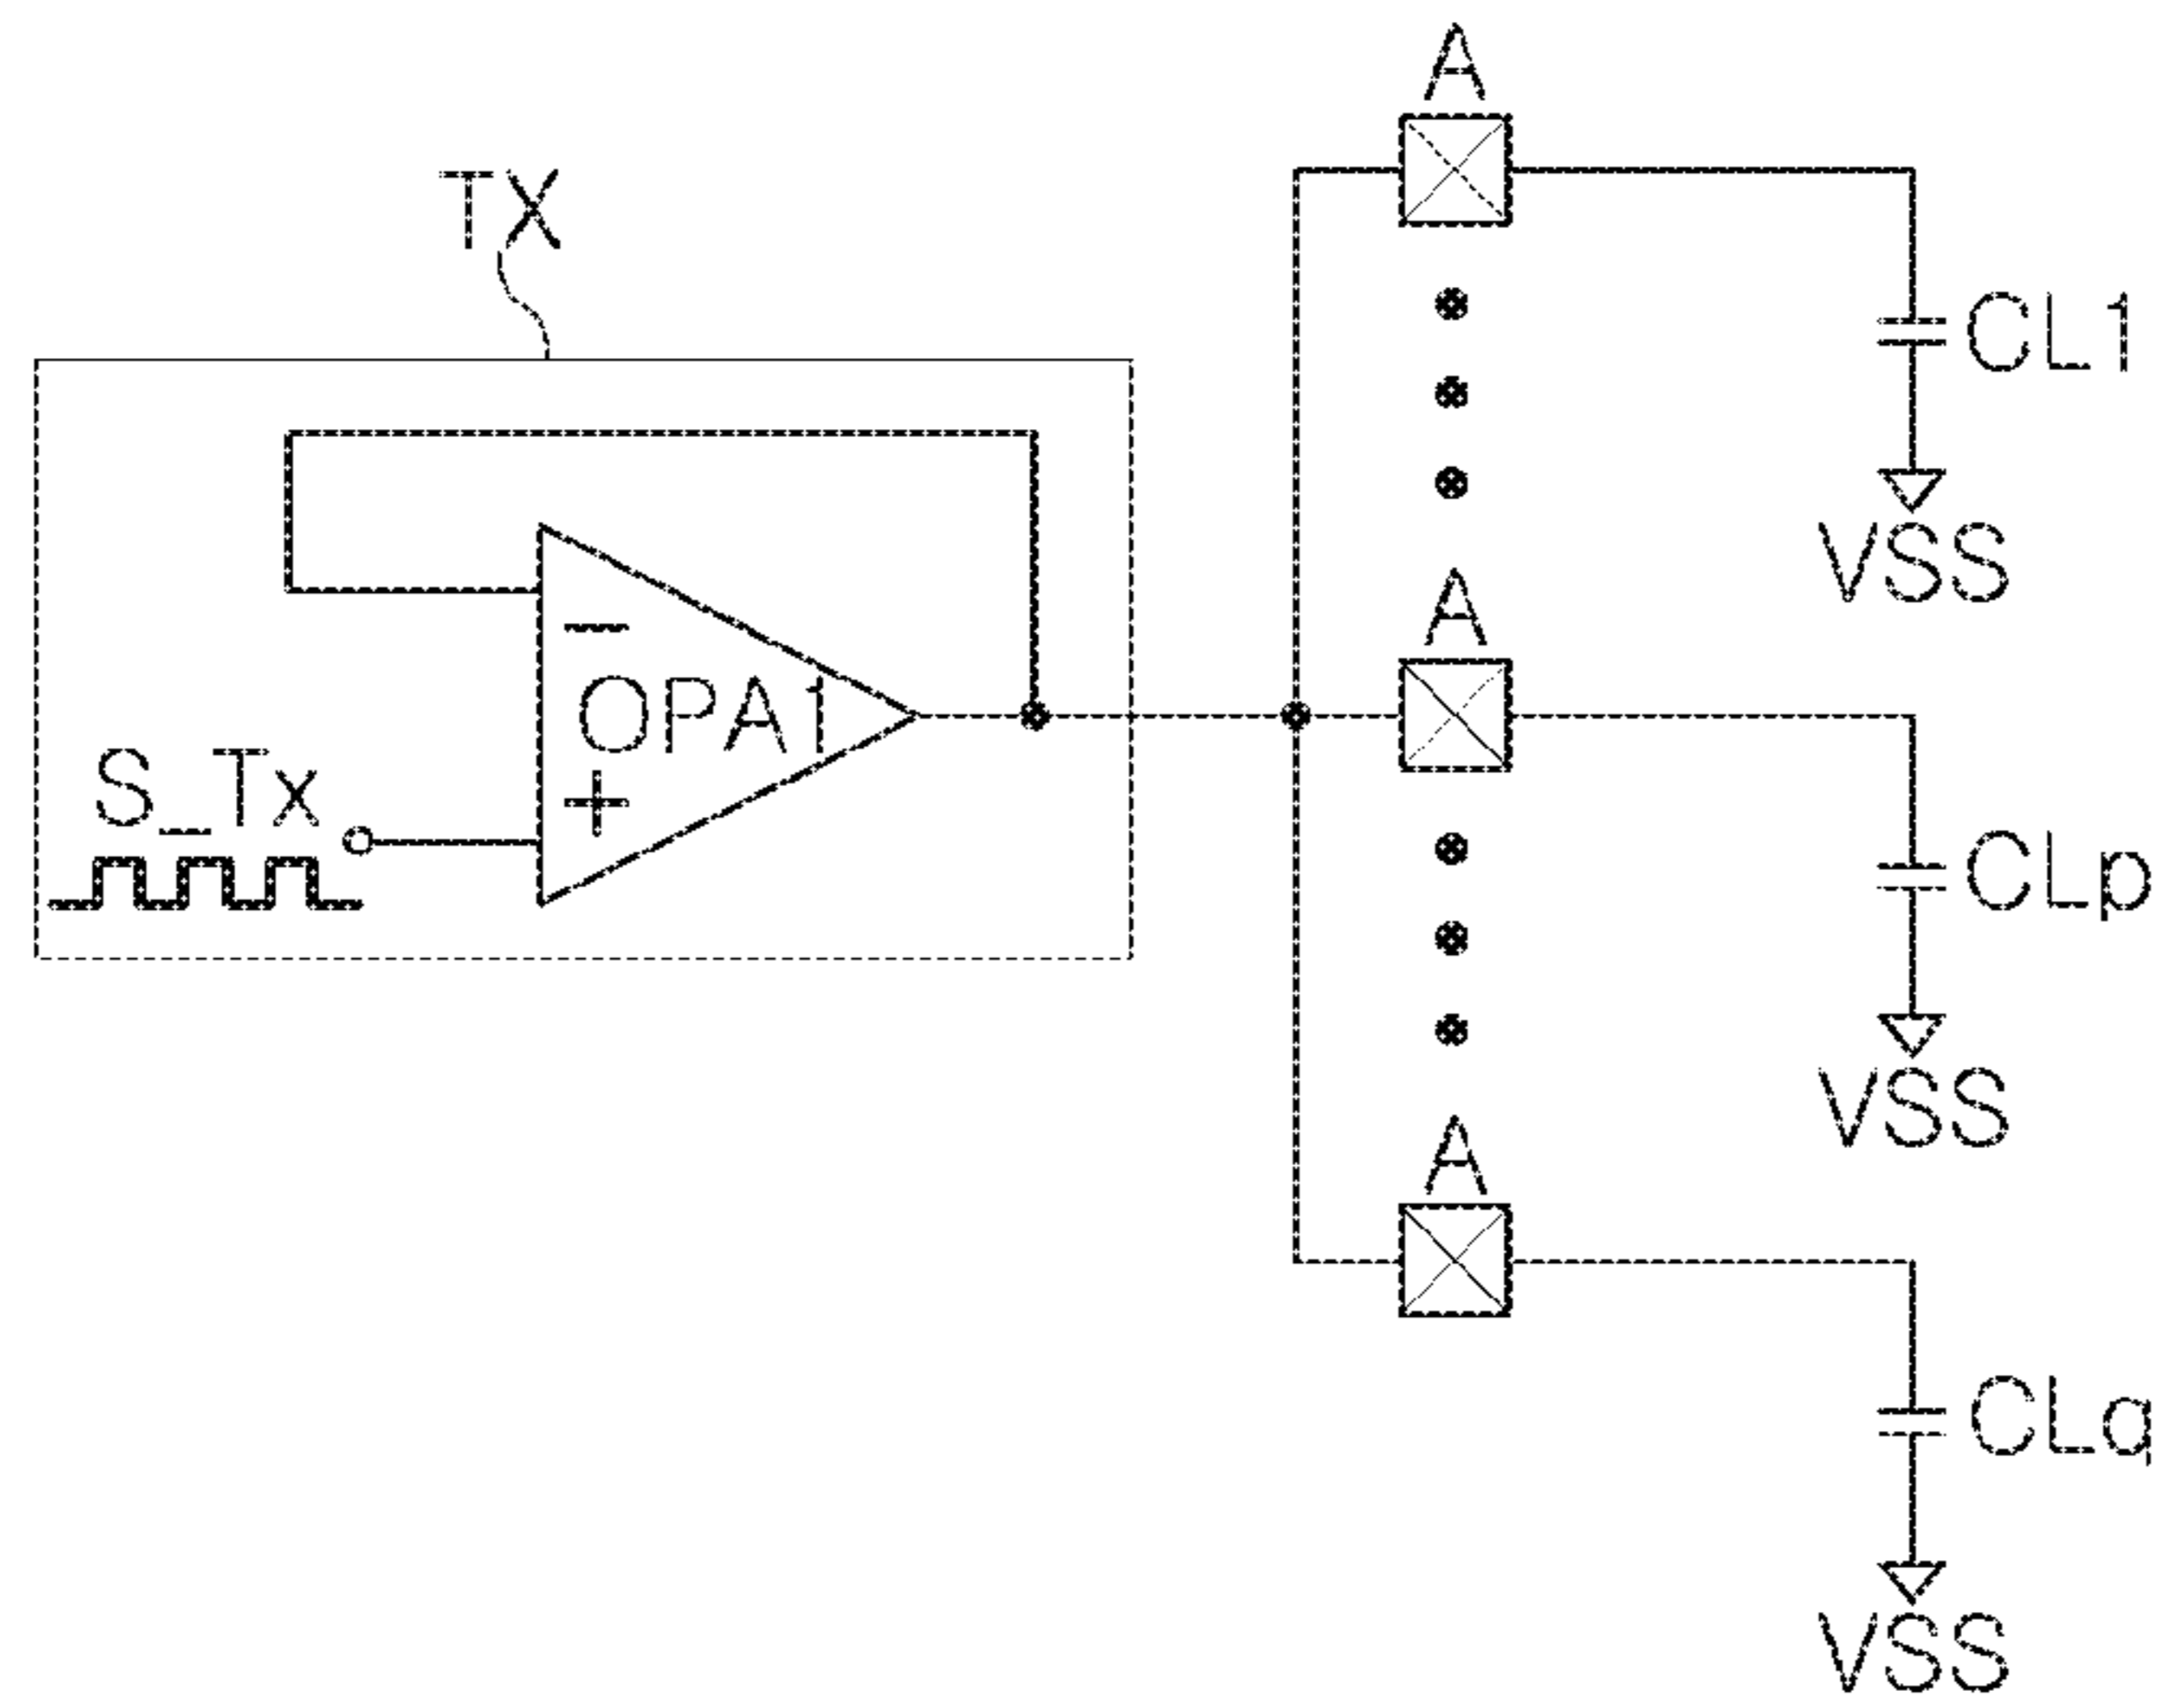 A
TX
CL1
VSS
A
−
OPA1
+
S_Tx
CLp
VSS
A
CLq
VSS